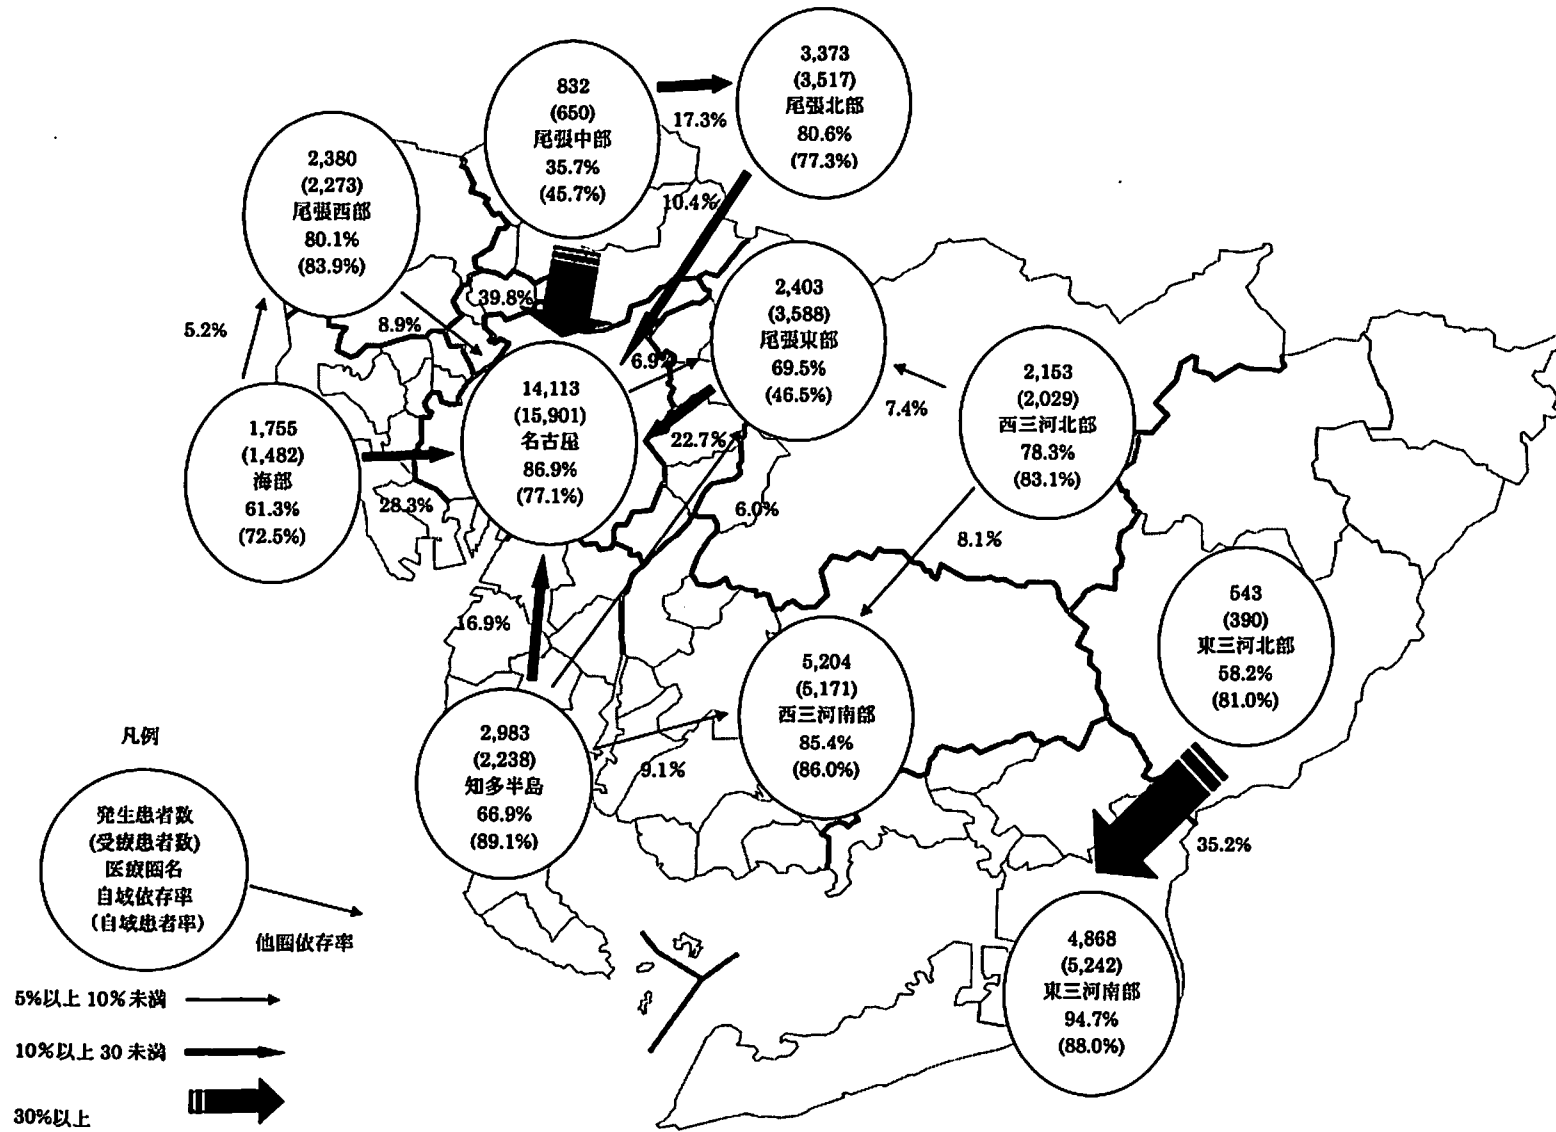 3,373
(3,517)
尾張北部
80.6%
(77.3%)
832
(650)
尾張中部
35.7%
(45.7%)
17.3%
2,380
(2,273)
尾張西部
80.1%
(83.9%)
10.4%
39.8%
5.2%
8.9%
2,403
(3,588)
尾張東部
69.5%
(46.5%)
6.9%
2,153
(2,029)
西三河北部
78.3%
(83.1%)
7.4%
14,113
(15,901)
名古屋
86.9%
(77.1%)
22.7%
1,755
(1,482)
海部
61.3%
(72.5%)
28.3%
6.0%
8.1%
543
(390)
東三河北部
58.2%
(81.0%)
16.9%
5,204
(5,171)
西三河南部
85.4%
(86.0%)
2,983
(2,238)
知多半島
66.9%
(89.1%)
9.1%
35.2%
4,868
(5,242)
東三河南部
94.7%
(88.0%)
凡例
発生患者数
(受療患者数)
医療圏名
自域依存率
(自域患者率)
他圏依存率
5%以上 10%未満
10%以上 30 未満
30%以上